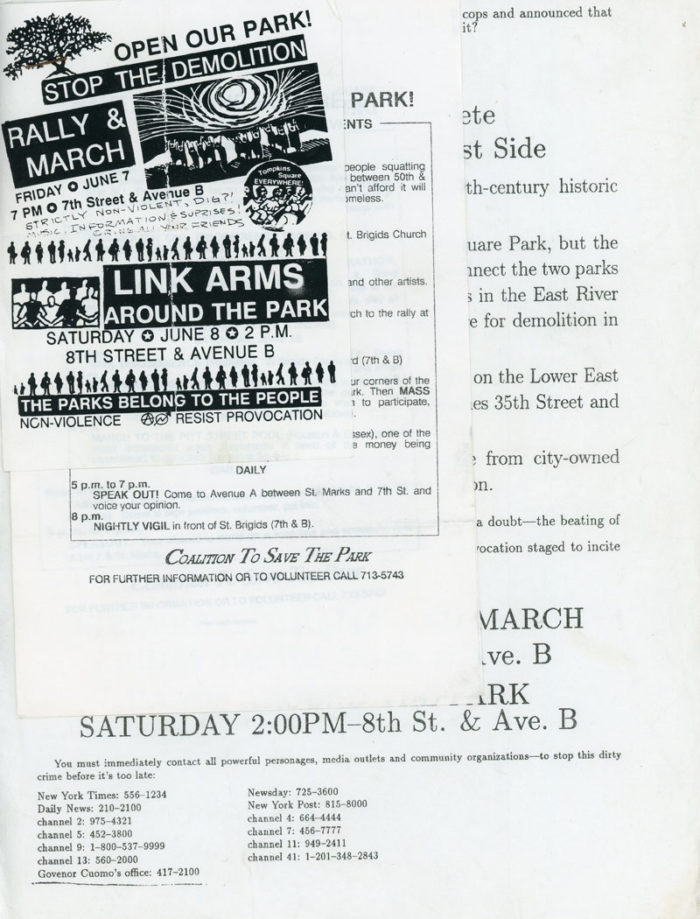 OPEN OUR PARK!
STOP THE DEMOLITION
RALLY &
MARCH
FRIDAY ✪ JUNE 7
7 PM ✪ 7th Street & Avenue B
STRICTLY NON-VIOLENT, DIG?!
MUSIC, INFORMATION & SUPRISES!
BRING ALL YOUR FRIENDS
Tompkins
Square
EVERYWHERE!
LINK ARMS
AROUND THE PARK
SATURDAY ✪ JUNE 8 ✪ 2 P.M.
8TH STREET & AVENUE B
THE PARKS BELONG TO THE PEOPLE
NON-VIOLENCE RESIST PROVOCATION
PARK!
ENTS
people squatting
between 50th &
an't afford it will
omeless.
t. Brigids Church
and other artists.
ch to the rally at
d (7th & B)
ur corners of the
rk. Then MASS
to participate,
ssex), one of the
e money being
DAILY
5 p.m. to 7 p.m.
SPEAK OUT! Come to Avenue A between St. Marks and 7th St. and
voice your opinion.
8 p.m.
NIGHTLY VIGIL in front of St. Brigids (7th & B).
COALITION TO SAVE THE PARK
FOR FURTHER INFORMATION OR TO VOLUNTEER CALL 713-5743
cops and announced that
it?
ete
st Side
th-century historic
uare Park, but the
nnect the two parks
s in the East River
e for demolition in
on the Lower East
es 35th Street and
e from city-owned
on.
a doubt—the beating of
vocation staged to incite
MARCH
ve. B
ARK
SATURDAY 2:00PM–8th St. & Ave. B
You must immediately contact all powerful personages, media outlets and community organizations—to stop this dirty
crime before it's too late:
New York Times: 556-1234
Daily News: 210-2100
channel 2: 975-4321
channel 5: 452-3800
channel 9: 1-800-537-9999
channel 13: 560-2000
Govenor Cuomo's office: 417-2100
Newsday: 725-3600
New York Post: 815-8000
channel 4: 664-4444
channel 7: 456-7777
channel 11: 949-2411
channel 41: 1-201-348-2843